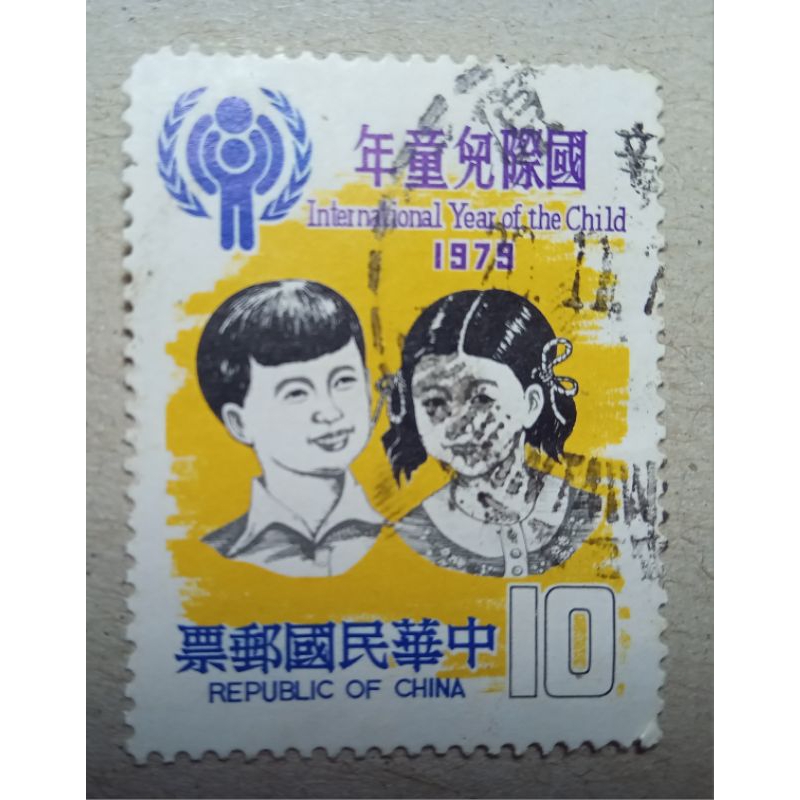 國際兒童年
International Year of the Child
1979
中華民國郵票
REPUBLIC OF CHINA
10